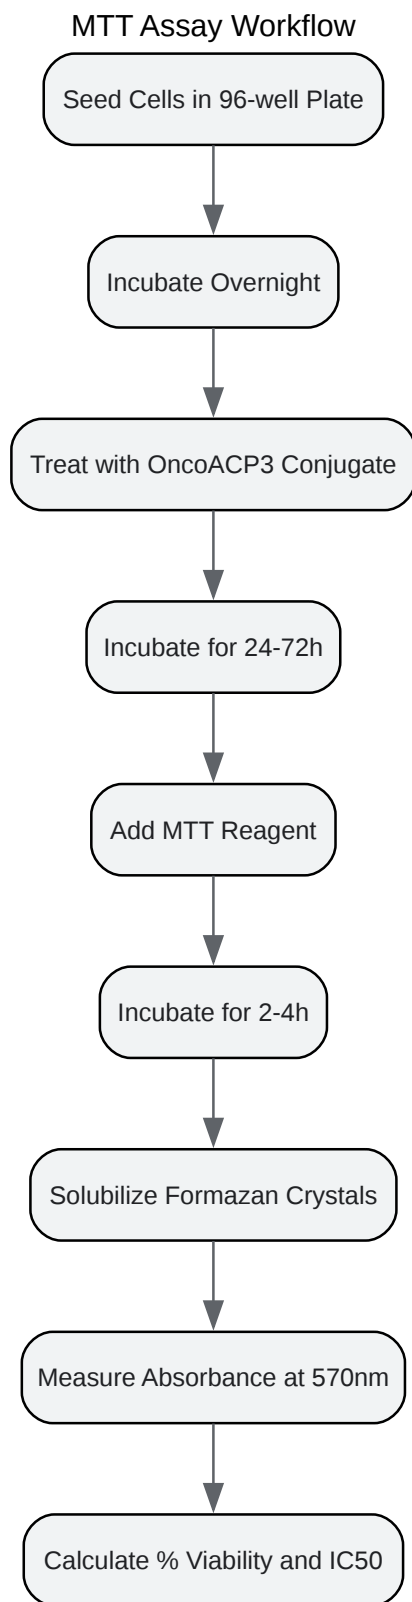 MTT Assay Workflow
Seed Cells in 96-well Plate
Incubate Overnight
Treat with OncoACP3 Conjugate
Incubate for 24-72h
Add MTT Reagent
Incubate for 2-4h
Solubilize Formazan Crystals
Measure Absorbance at 570nm
Calculate % Viability and IC50